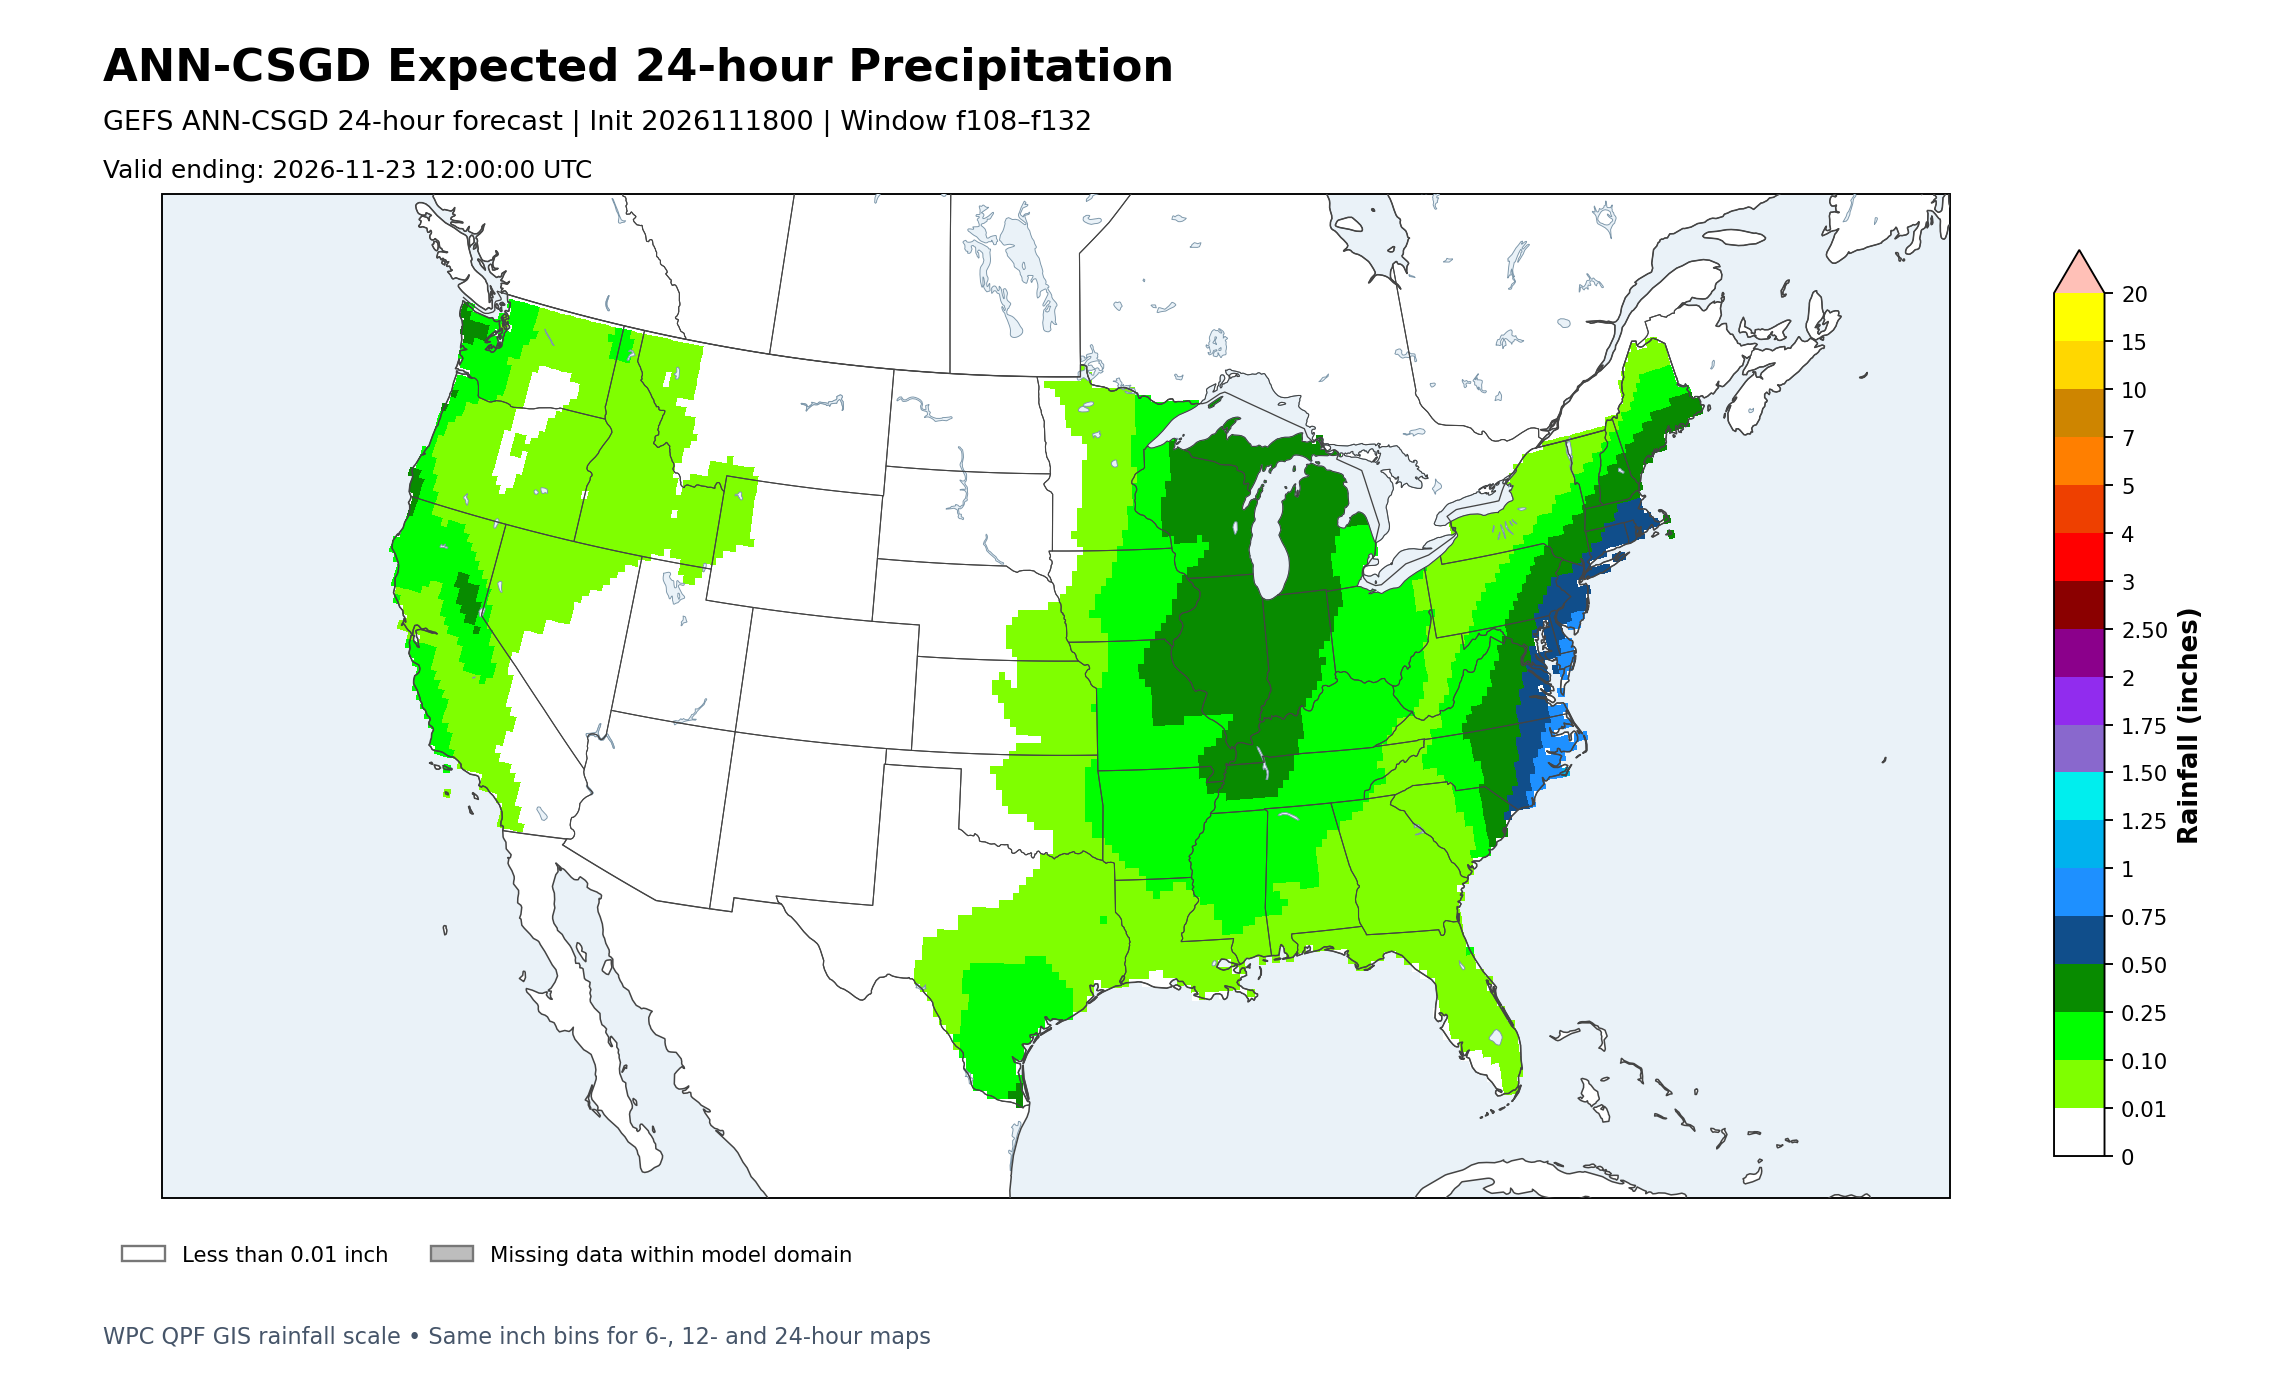 ANN-CSGD Expected 24-hour Precipitation
GEFS ANN-CSGD 24-hour forecast | Init 2026111800 | Window f108–f132
Valid ending: 2026-11-23 12:00:00 UTC
20
15
10
7
5
4
3
2.50
2
1.75
1.50
1.25
1
0.75
0.50
0.25
0.10
0.01
0
Rainfall (inches)
Less than 0.01 inch
Missing data within model domain
WPC QPF GIS rainfall scale • Same inch bins for 6-, 12- and 24-hour maps